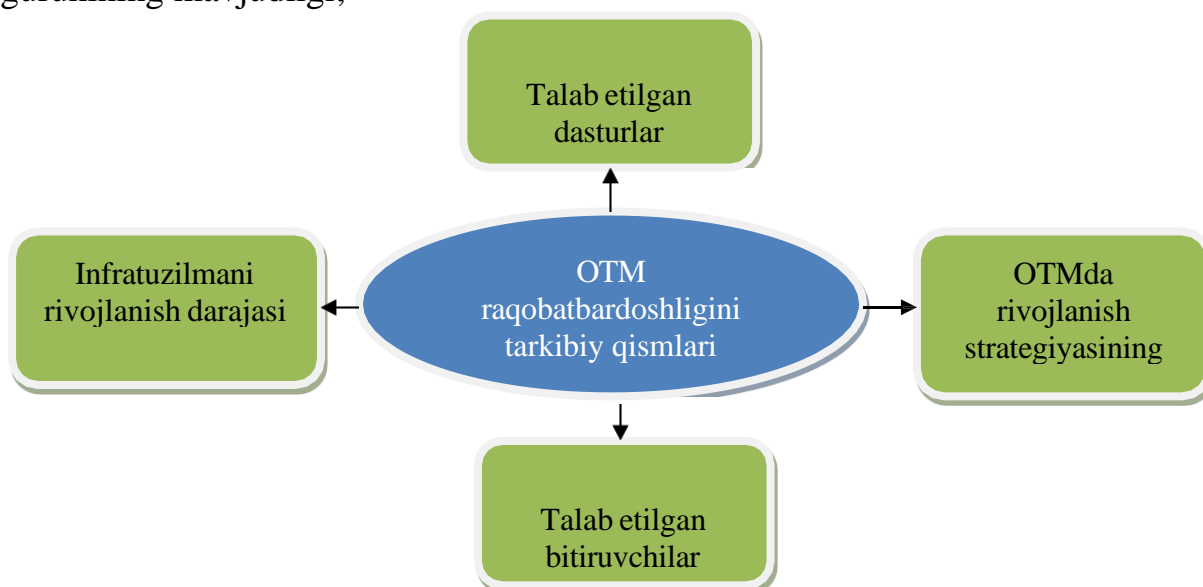 Talab etilgan
dasturlar
Infratuzilmani
rivojlanish darajasi
OTM
raqobatbardoshligini
tarkibiy qismlari
OTMda
rivojlanish
strategiyasining
Talab etilgan
bitiruvchilar